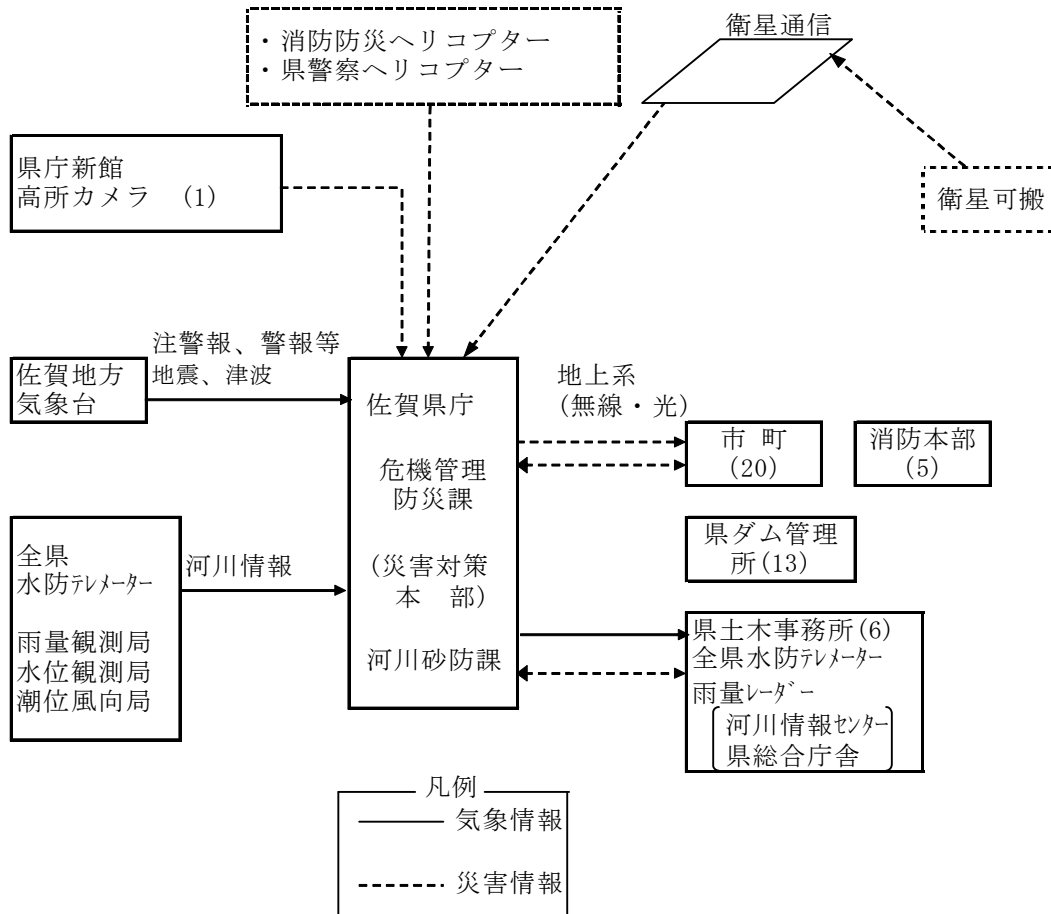 ・消防防災ヘリコプター
・県警察ヘリコプター
衛星通信
県庁新館
高所カメラ (1)
衛星可搬
注警報、警報等
地震、津波
佐賀地方
気象台
佐賀県庁
危機管理
防災課
(災害対策
本 部)
河川砂防課
地上系
(無線・光)
市 町
(20)
消防本部
(5)
県ダム管理
所(13)
全県
水防テレメーター
雨量観測局
水位観測局
潮位風向局
河川情報
県土木事務所(6)
全県水防テレメーター
雨量レーダー
河川情報センター
県総合庁舎
凡例
気象情報
災害情報